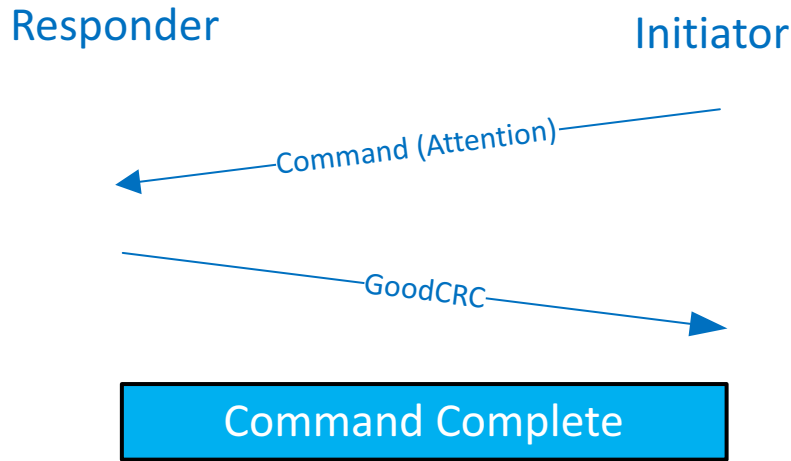 Responder
Initiator
Command (Attention)
GoodCRC
Command Complete